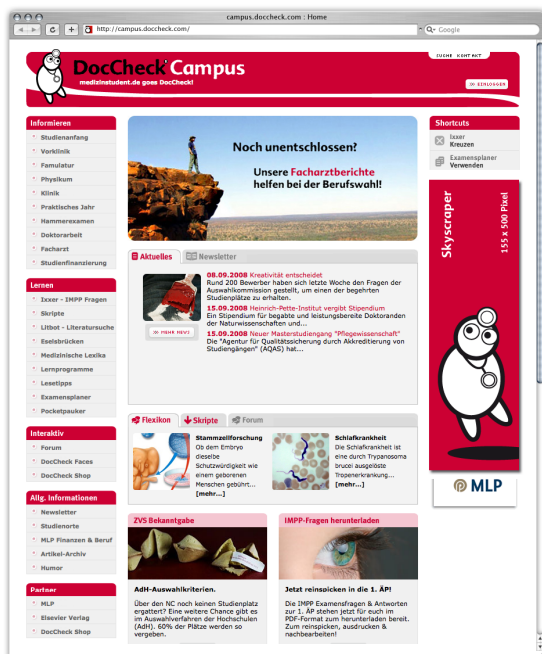 campus.doccheck.com : Home
http://campus.doccheck.com/
Google
SUCHE KONTAKT
DocCheck Campus
medizinstudent.de goes DocCheck!
>> EINLOGGEN
Informieren
Studienanfang
Vorklinik
Famulatur
Physikum
Klinik
Praktisches Jahr
Hammerexamen
Doktorarbeit
Facharzt
Studienfinanzierung
Lernen
Ixxer - IMPP Fragen
Skripte
Litbot - Literatursuche
Eselsbrücken
Medizinische Lexika
Lernprogramme
Lesetipps
Examensplaner
Pocketpauker
Interaktiv
Forum
DocCheck Faces
DocCheck Shop
Allg. Informationen
Newsletter
Studienorte
MLP Finanzen & Beruf
Artikel-Archiv
Humor
Partner
MLP
Elsevier Verlag
DocCheck Shop
Noch unentschlossen?
Unsere Facharztberichte
helfen bei der Berufswahl!
Aktuelles
Newsletter
08.09.2008 Kreativität entscheidet
Rund 200 Bewerber haben sich letzte Woche den Fragen der
Auswahlkommission gestellt, um einen der begehrten
Studienplätze zu erhalten.
15.09.2008 Heinrich-Pette-Institut vergibt Stipendium
Ein Stipendium für begabte und leistungsbereite Doktoranden
der Naturwissenschaften und...
15.09.2008 Neuer Masterstudiengang "Pflegewissenschaft"
Die "Agentur für Qualitätssicherung durch Akkreditierung von
Studiengängen" (AQAS) hat...
>> MEHR NEWS
Flexikon
Skripte
Forum
Stammzellforschung
Ob dem Embryo
dieselbe
Schutzwürdigkeit wie
einem geborenen
Menschen gebührt...
[mehr...]
Schlafkrankheit
Die Schlafkrankheit ist
eine durch Trypanosoma
brucei ausgelöste
Tropenerkrankung...
[mehr...]
ZVS Bekanntgabe
AdH-Auswahlkriterien.
Über den NC noch keinen Studienplatz
ergattert? Eine weitere Chance gibt es
im Auswahlverfahren der Hochschulen
(AdH). 60% der Plätze werden so
vergeben.
IMPP-Fragen herunterladen
Jetzt reinspicken in die 1. ÄP!
Die IMPP Examensfragen & Antworten
zur 1. ÄP stehen jetzt für euch im
PDF-Format zum herunterladen bereit.
Zum reinspicken, ausdrucken &
nachbearbeiten!
Shortcuts
Ixxer
Kreuzen
Examensplaner
Verwenden
Skyscraper
155 x 500 Pixel
MLP